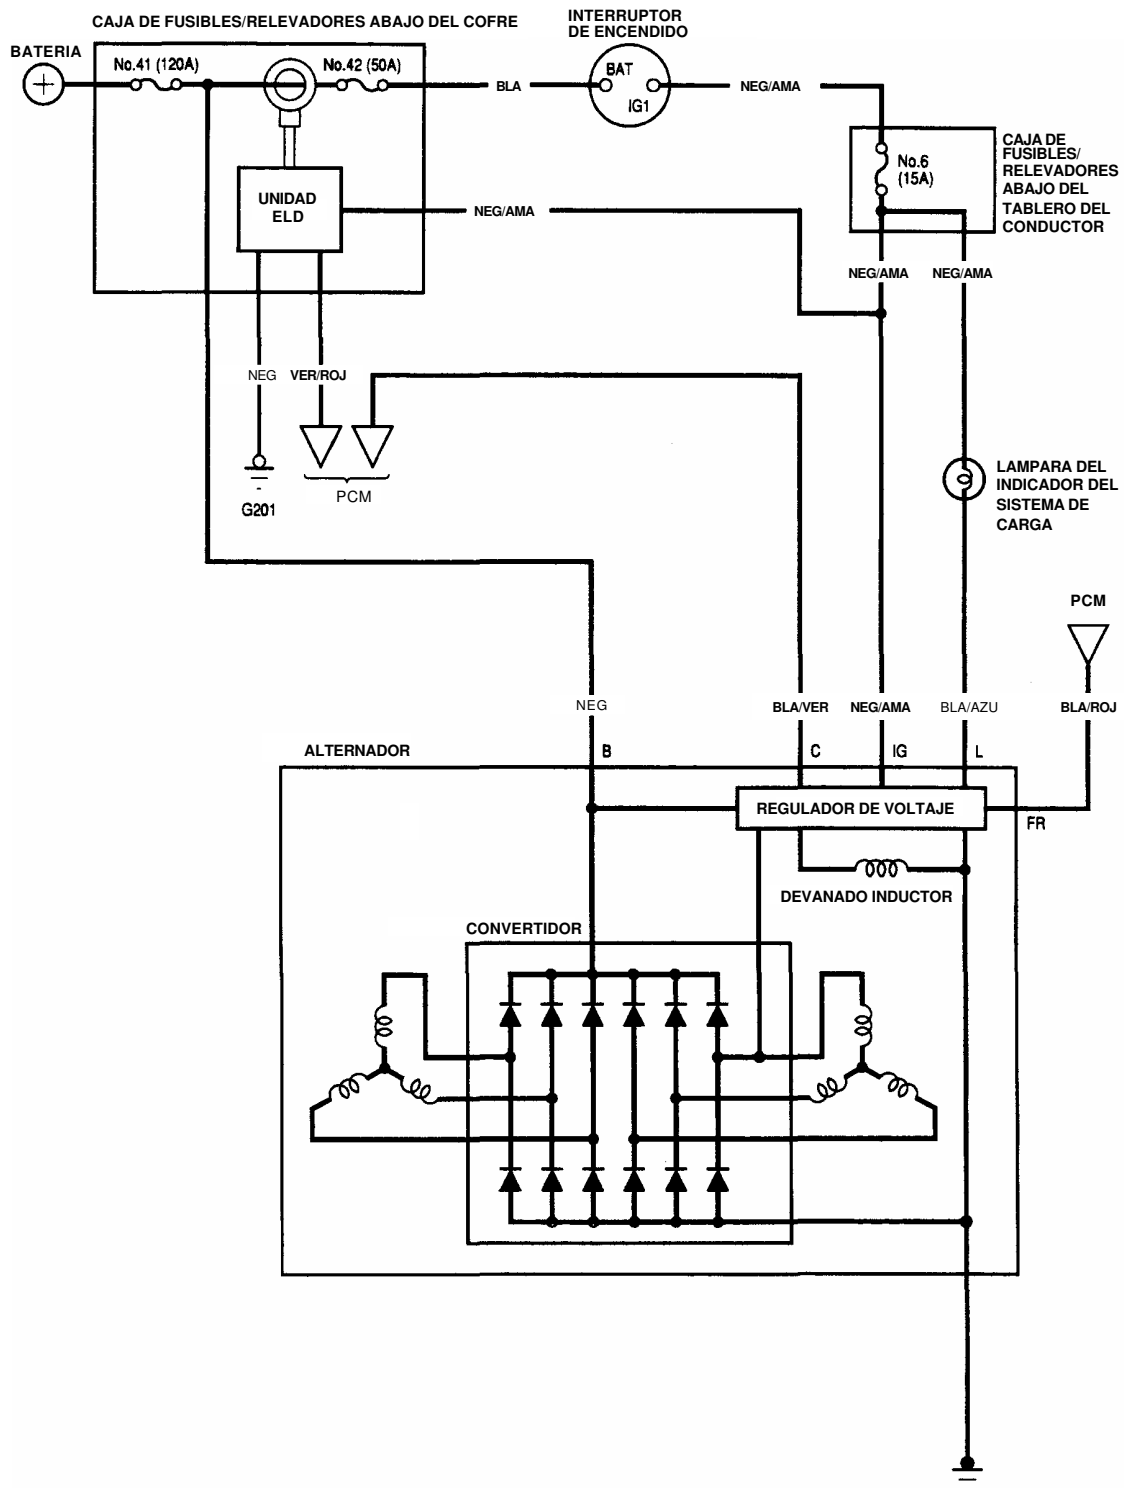 CAJA DE FUSIBLES/RELEVADORES ABAJO DEL COFRE
INTERRUPTOR
DE ENCENDIDO
BATERIA
No.41 (120A)
No.42 (50A)
BLA
BAT
IG1
NEG/AMA
CAJA DE
FUSIBLES/
RELEVADORES
ABAJO DEL
TABLERO DEL
CONDUCTOR
No.6
(15A)
UNIDAD
ELD
NEG/AMA
NEG/AMA
NEG/AMA
NEG
VER/ROJ
PCM
G201
LAMPARA DEL
INDICADOR DEL
SISTEMA DE
CARGA
PCM
NEG
BLA/VER
NEG/AMA
BLA/AZU
BLA/ROJ
ALTERNADOR
B
C
IG
L
REGULADOR DE VOLTAJE
FR
DEVANADO INDUCTOR
CONVERTIDOR